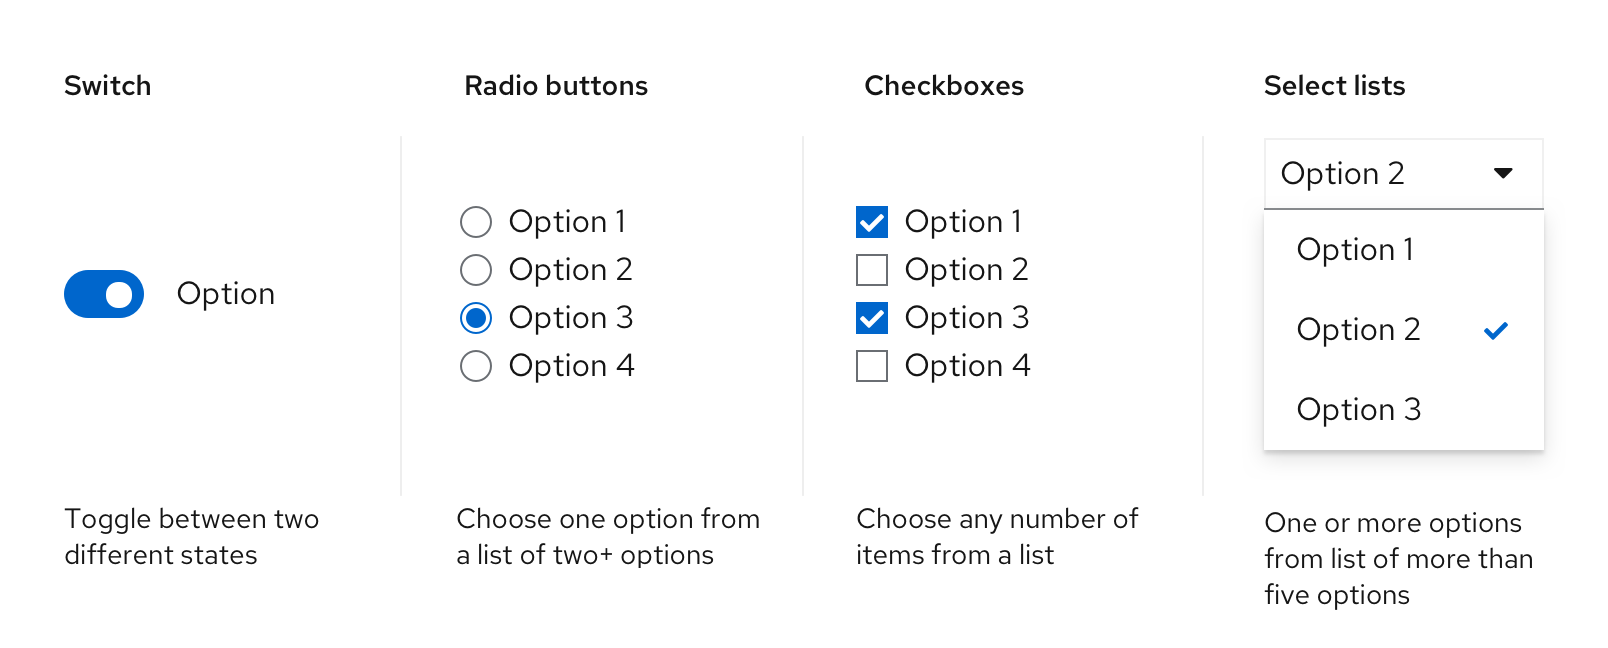 Switch
Option
Toggle between two
different states
Radio buttons
Option 1
Option 2
Option 3
Option 4
Choose one option from
a list of two+ options
Checkboxes
Option 1
Option 2
Option 3
Option 4
Choose any number of
items from a list
Select lists
Option 2
Option 1
Option 2
Option 3
One or more options
from list of more than
five options